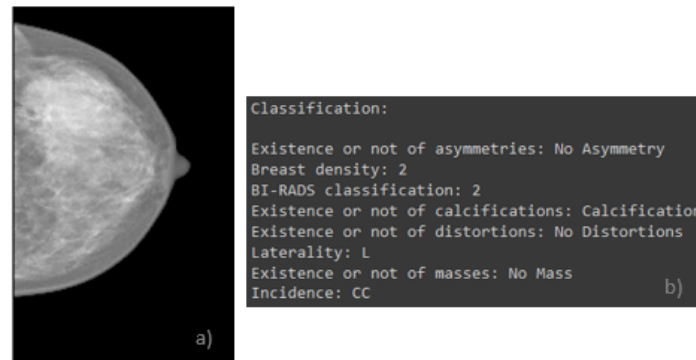 a)
Classification:
Existence or not of asymmetries: No Asymmetry
Breast density: 2
BI-RADS classification: 2
Existence or not of calcifications: Calcification
Existence or not of distortions: No Distortions
Laterality: L
Existence or not of masses: No Mass
Incidence: CC
b)